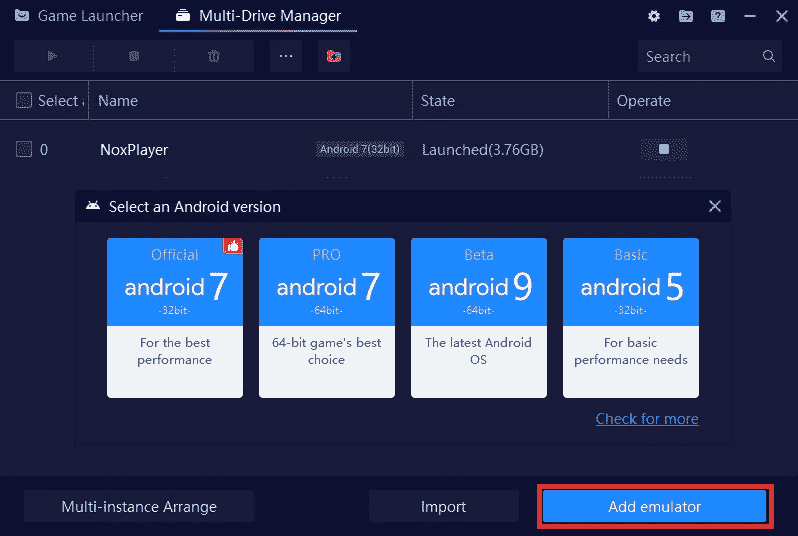 Game Launcher
Multi-Drive Manager
Search
Select a
Name
State
Operate
0
NoxPlayer
Android 7(32bit)
Launched(3.76GB)
Select an Android version
Official
android 7
-32bit-
For the best
performance
PRO
android 7
-64bit-
64-bit game's best
choice
Beta
android 9
-64bit-
The latest Android
OS
Basic
android 5
-32bit-
For basic
performance needs
Check for more
Multi-instance Arrange
Import
Add emulator